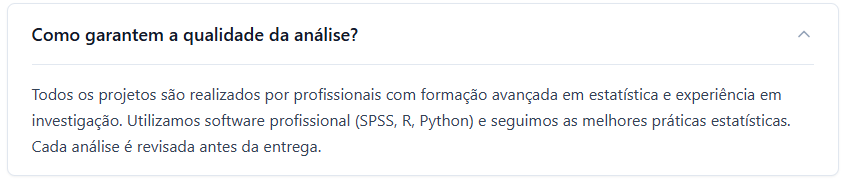 Como garantem a qualidade da análise?
Todos os projetos são realizados por profissionais com formação avançada em estatística e experiência em
investigação. Utilizamos software profissional (SPSS, R, Python) e seguimos as melhores práticas estatísticas.
Cada análise é revisada antes da entrega.